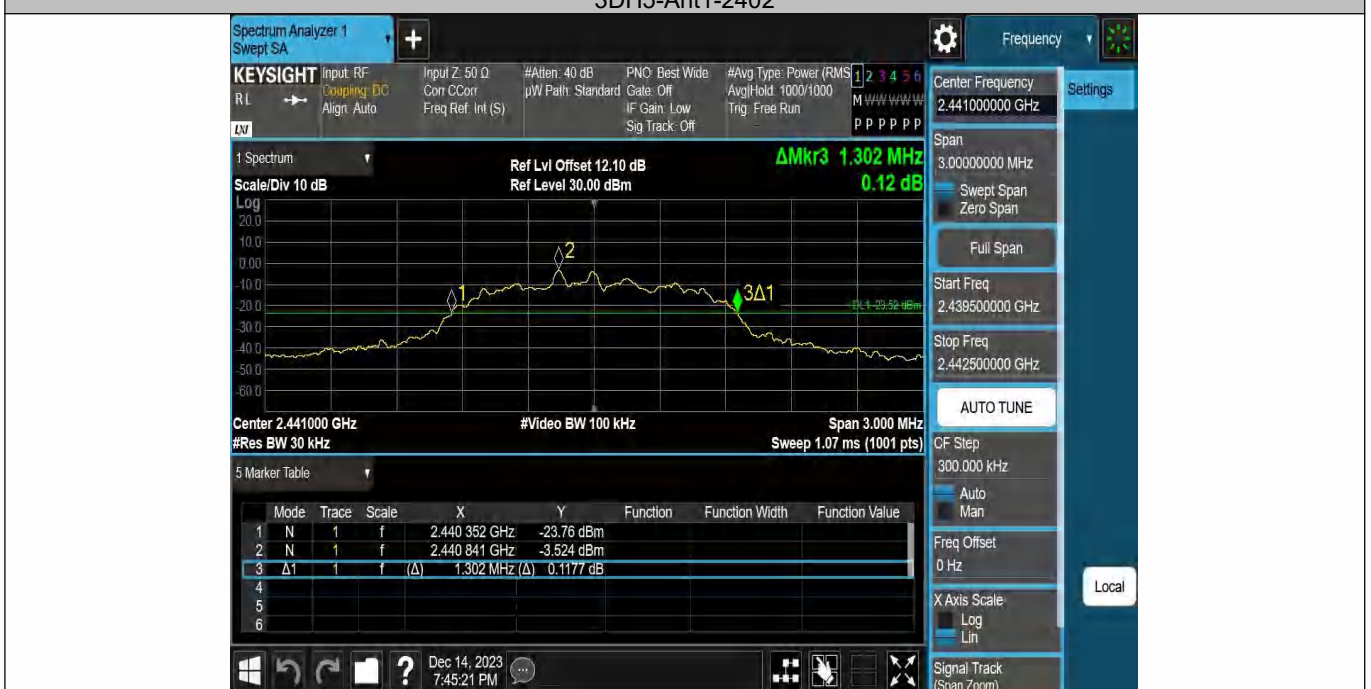 3DH5-Ant1-2402
Spectrum Analyzer 1
Swept SA
+
Frequency
KEYSIGHT Input: RF Input Z: 50 Ω #Atten: 40 dB PNO: Best Wide #Avg Type: Power (RMS 1 2 3 4 5 6
RL Coupling: DC Corr CCorr µW Path: Standard Gate: Off Avg|Hold: 1000/1000 M W W W W W
Align: Auto Freq Ref: Int (S) IF Gain: Low Trig: Free Run
LXI Sig Track: Off P P P P P P
1 Spectrum
Scale/Div 10 dB
Ref Lvl Offset 12.10 dB
Ref Level 30.00 dBm
ΔMkr3 1.302 MHz
0.12 dB
Log
20.0
10.0
0.00
-10.0
-20.0
-30.0
-40.0
-50.0
-60.0
1
2
3Δ1
DL1 -23.52 dBm
Center 2.441000 GHz #Video BW 100 kHz Span 3.000 MHz
#Res BW 30 kHz Sweep 1.07 ms (1001 pts)
5 Marker Table
Mode Trace Scale X Y Function Function Width Function Value
1 N 1 f 2.440 352 GHz -23.76 dBm
2 N 1 f 2.440 841 GHz -3.524 dBm
3 Δ1 1 f (Δ) 1.302 MHz (Δ) 0.1177 dB
4
5
6
? Dec 14, 2023
7:45:21 PM
Center Frequency
2.441000000 GHz
Settings
Span
3.00000000 MHz
Swept Span
Zero Span
Full Span
Start Freq
2.439500000 GHz
Stop Freq
2.442500000 GHz
AUTO TUNE
CF Step
300.000 kHz
Auto
Man
Freq Offset
0 Hz
Local
X Axis Scale
Log
Lin
Signal Track
(Span Zoom)